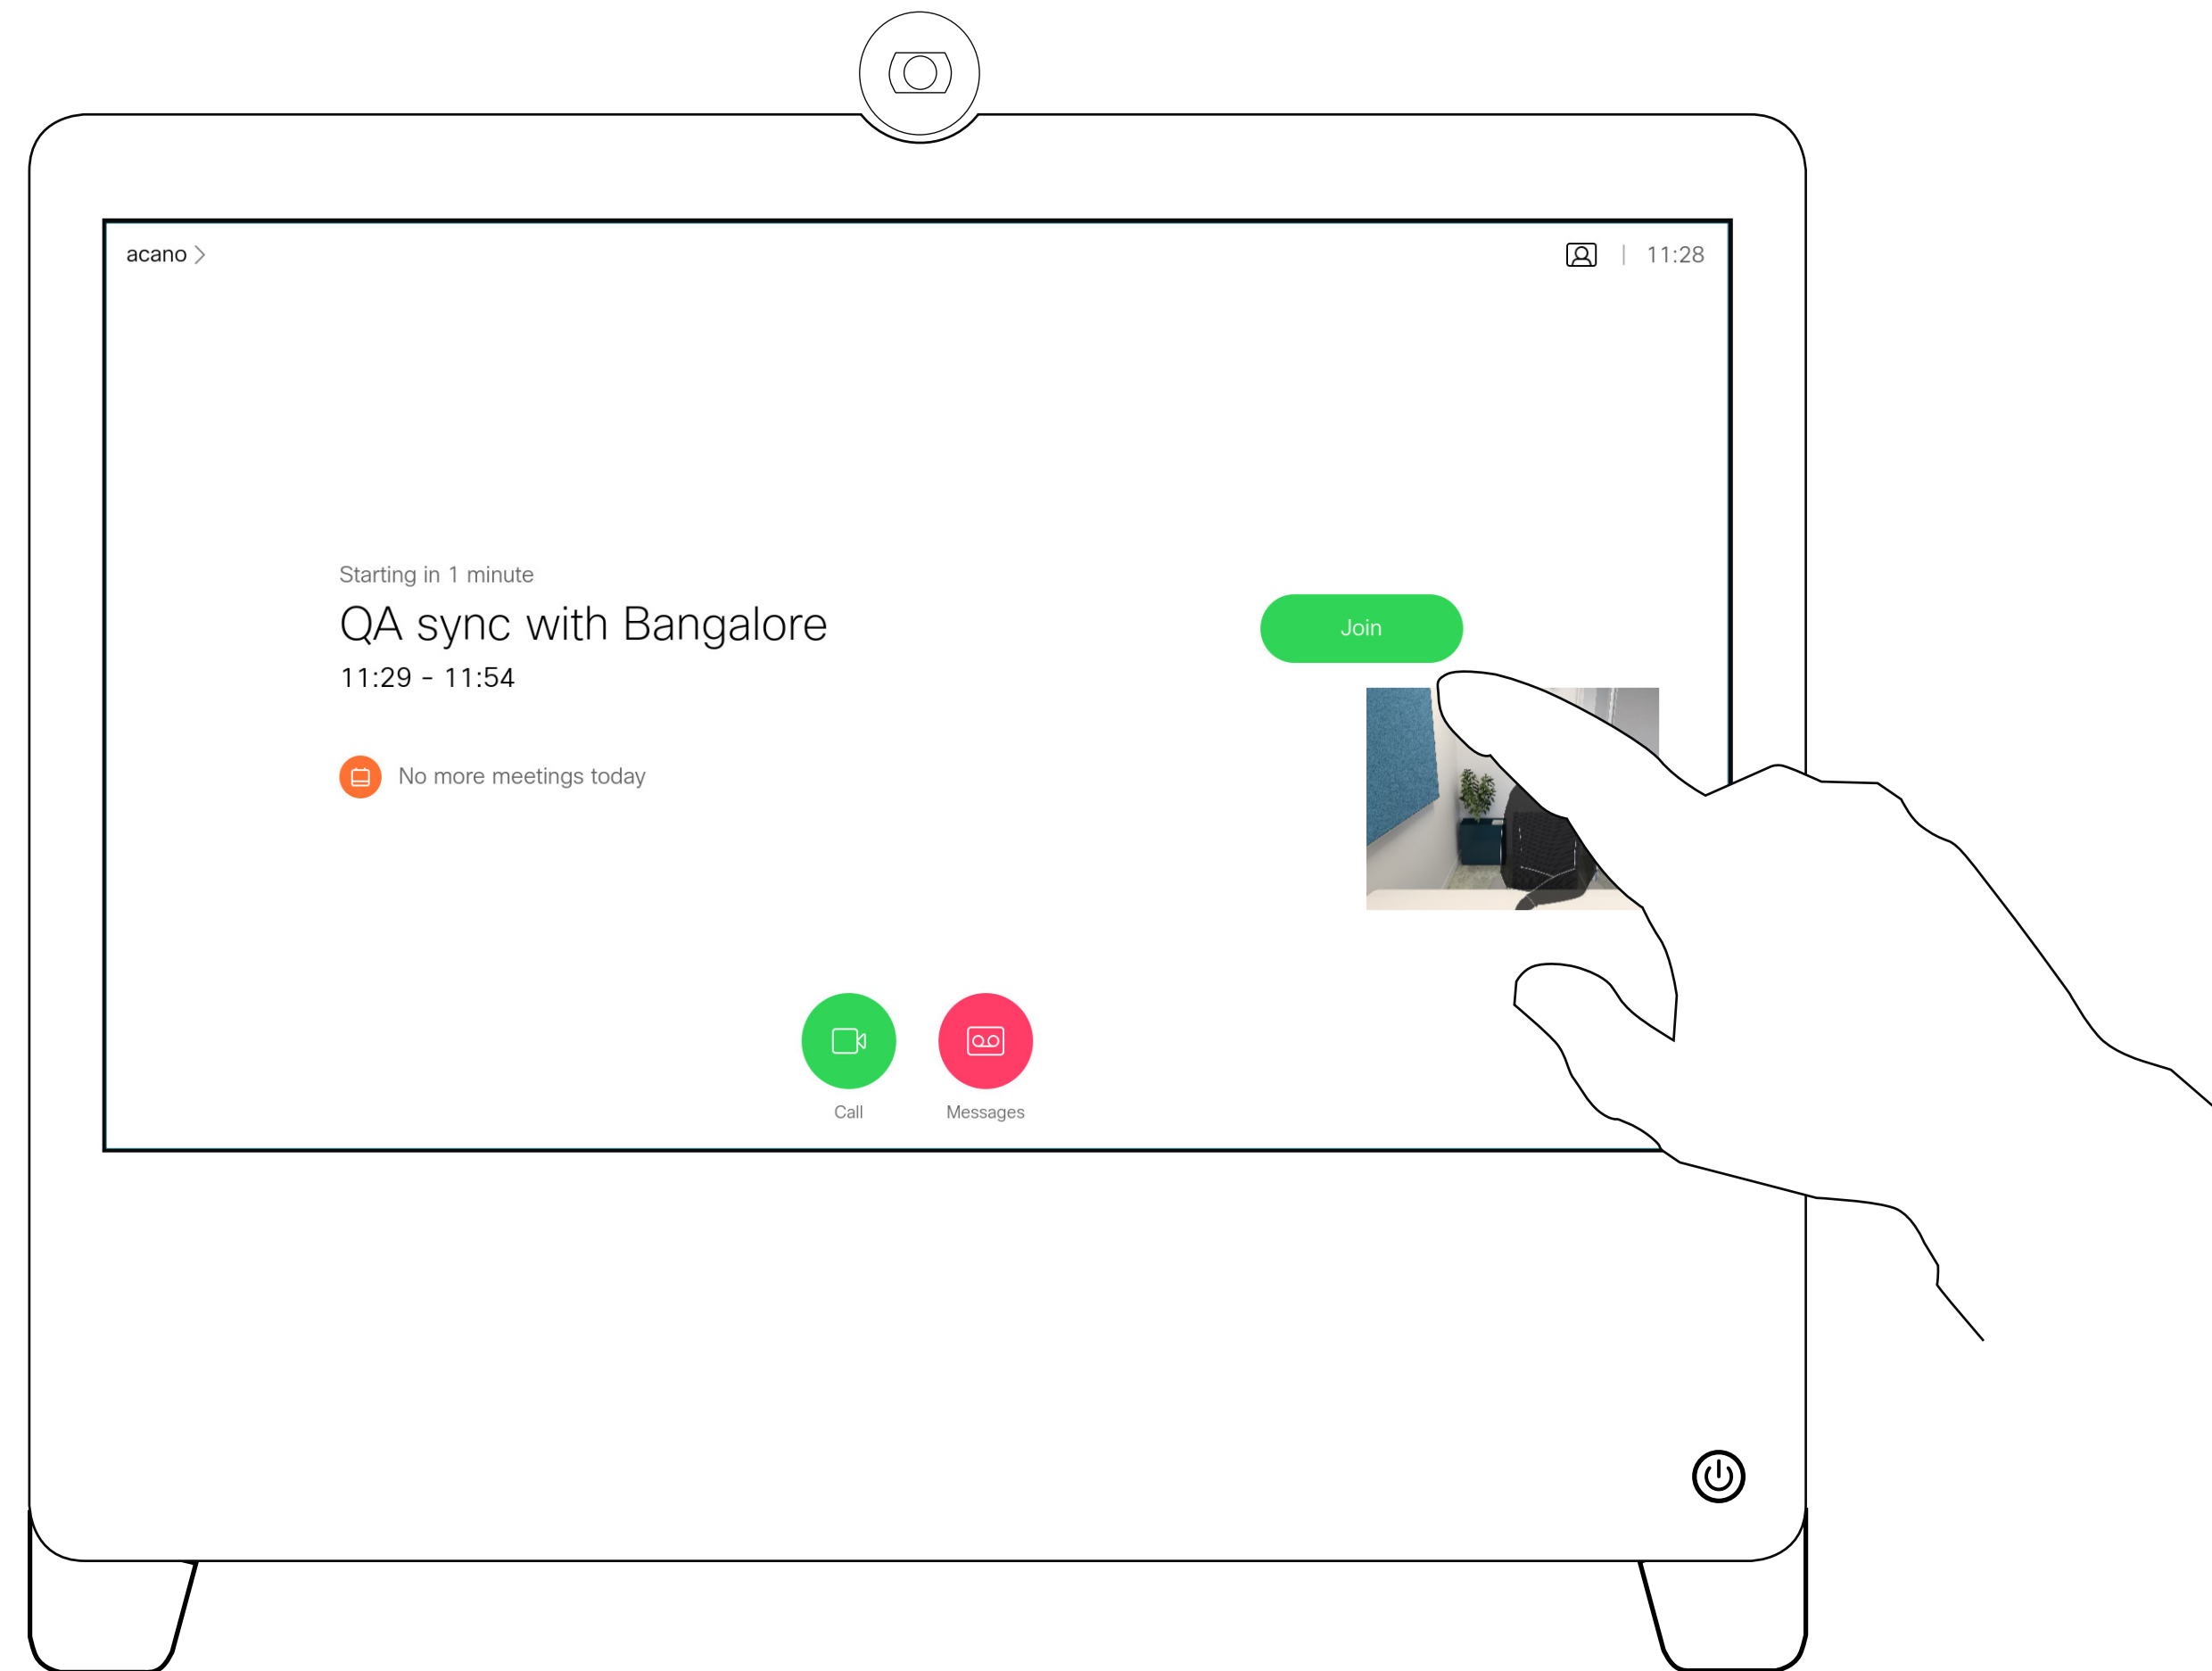 acano
11:28
Starting in 1 minute
QA sync with Bangalore
11:29 - 11:54
Join
No more meetings today
Call
Messages